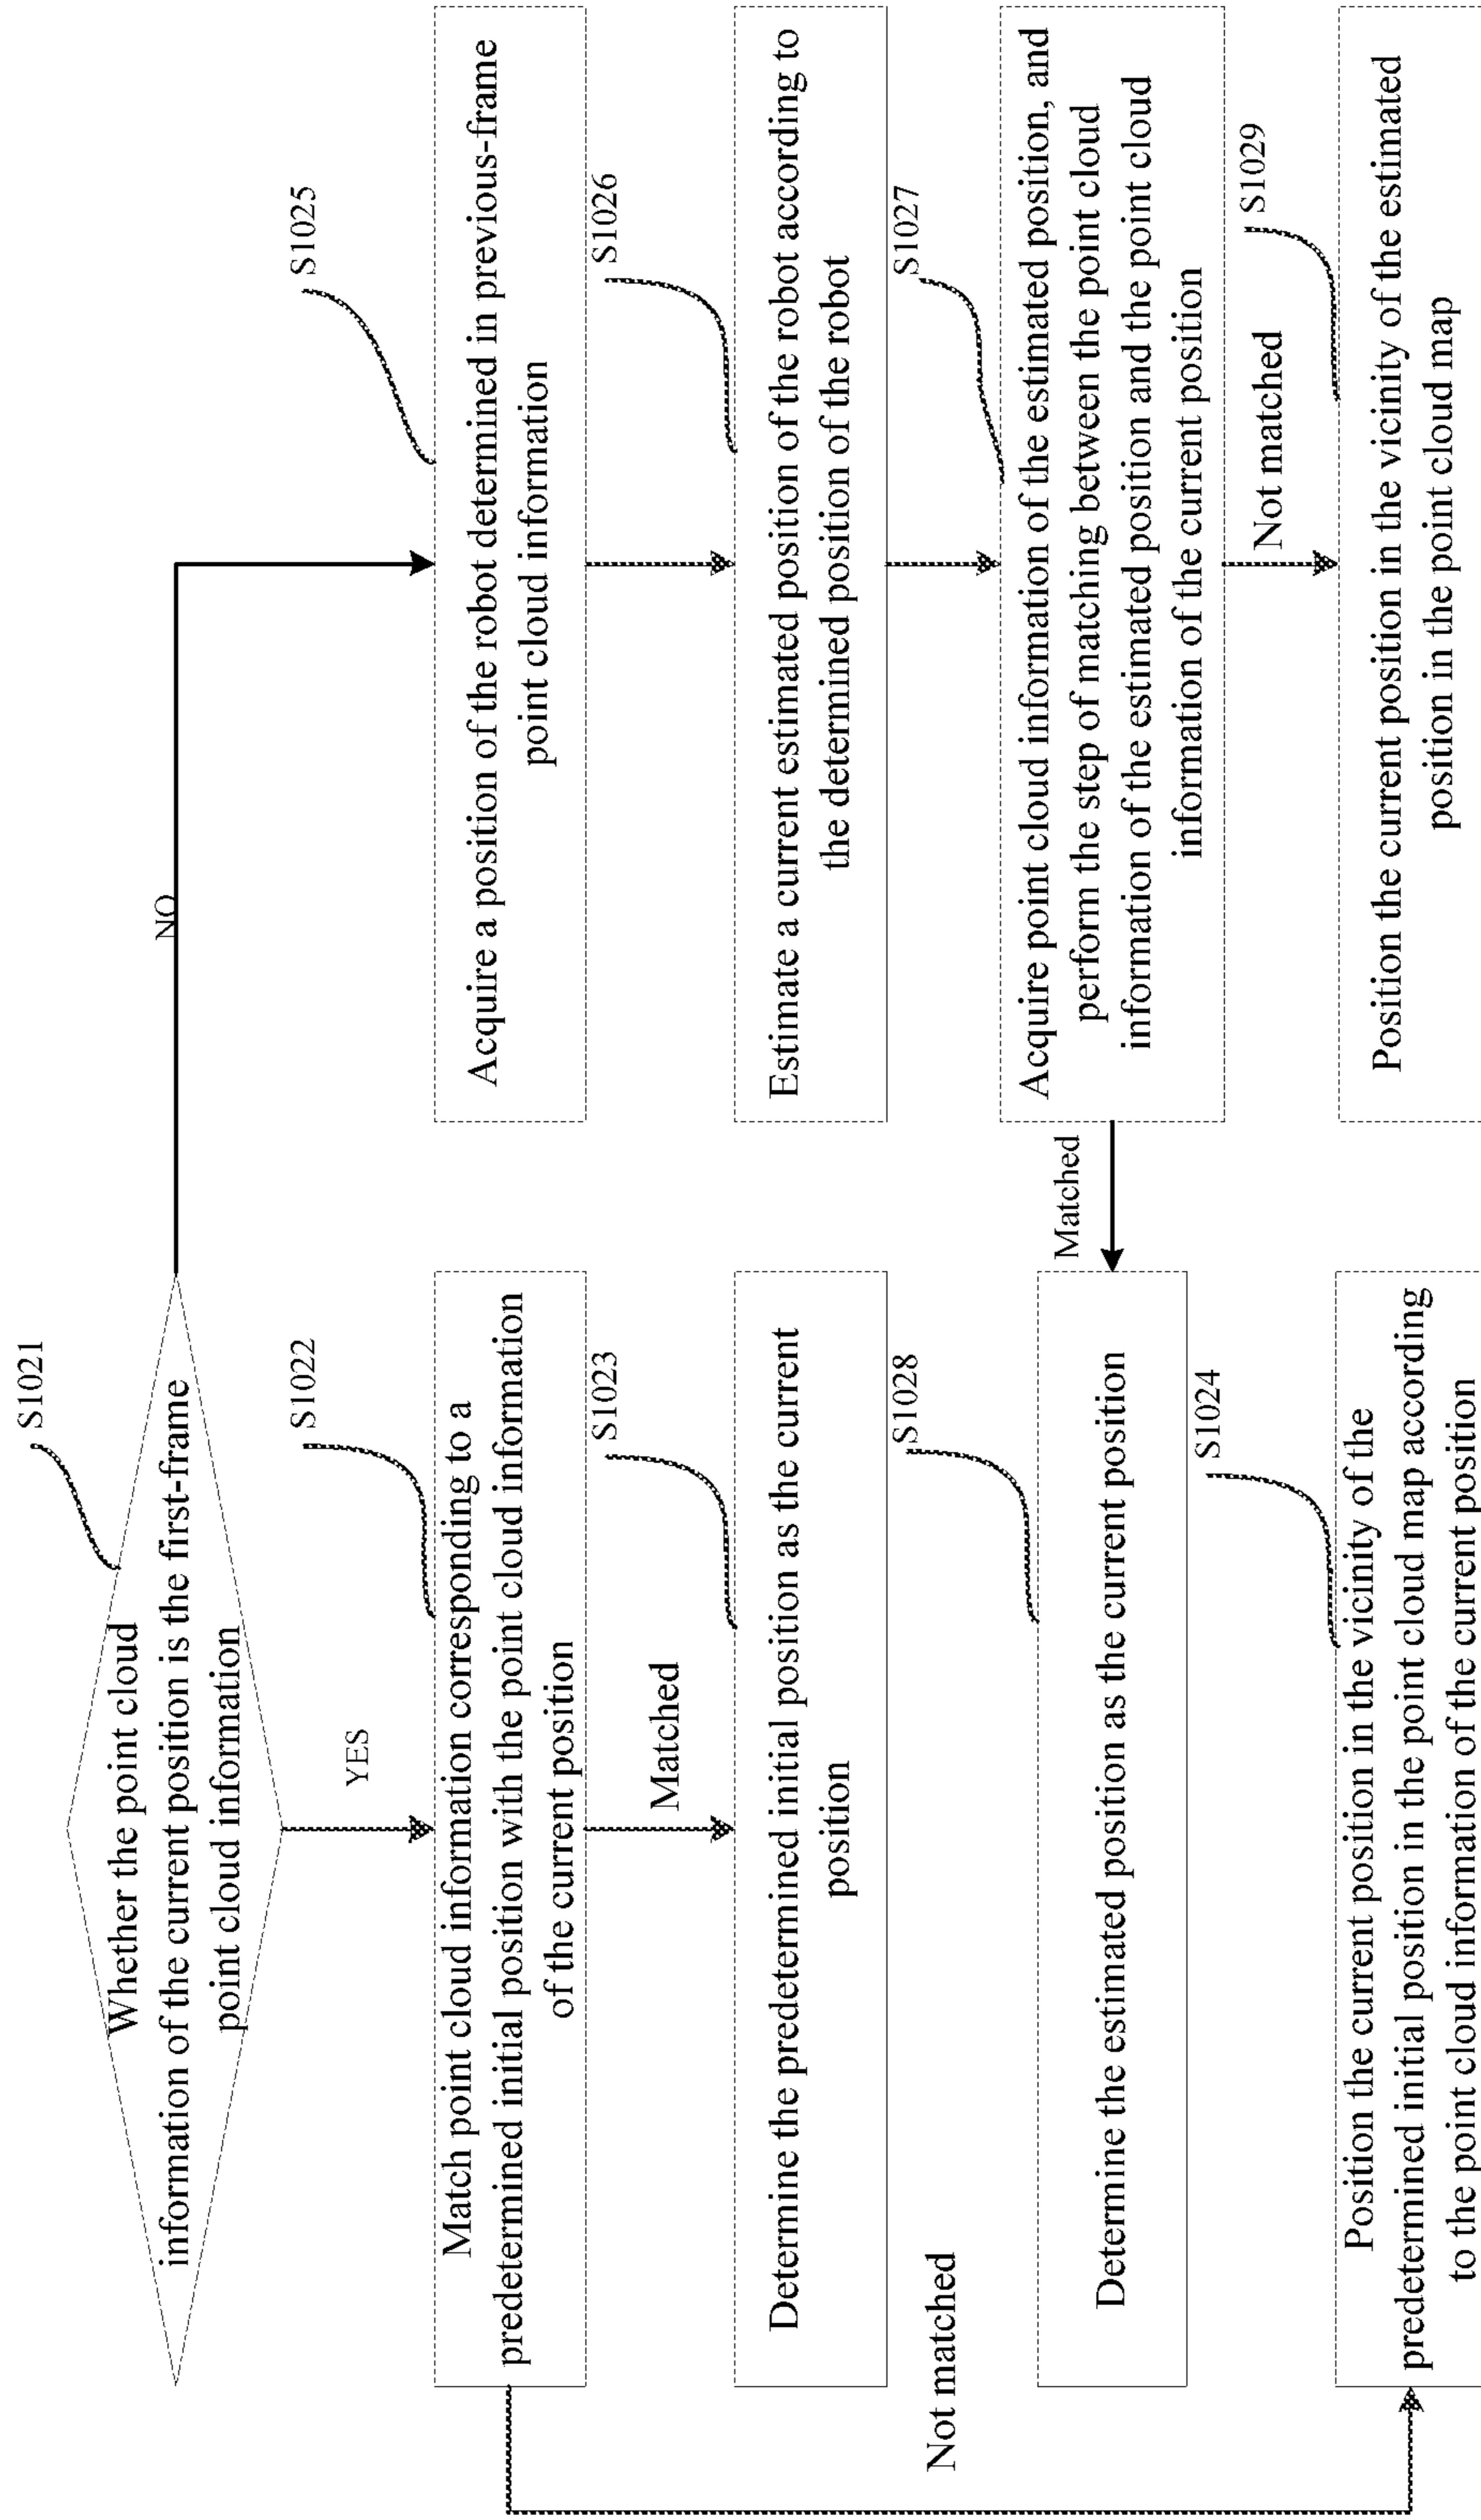 S1021
Whether the point cloud
information of the current position is the first-frame
point cloud information
NO
YES
S1022
Match point cloud information corresponding to a
predetermined initial position with the point cloud information
of the current position
Matched
S1023
Determine the predetermined initial position as the current
position
Not matched
S1028
Determine the estimated position as the current position
S1024
Position the current position in the vicinity of the
predetermined initial position in the point cloud map according
to the point cloud information of the current position
S1025
Acquire a position of the robot determined in previous-frame
point cloud information
S1026
Estimate a current estimated position of the robot according to
the determined position of the robot
S1027
Acquire point cloud information of the estimated position, and
perform the step of matching between the point cloud
information of the estimated position and the point cloud
information of the current position
Matched
Not matched
S1029
Position the current position in the vicinity of the estimated
position in the point cloud map